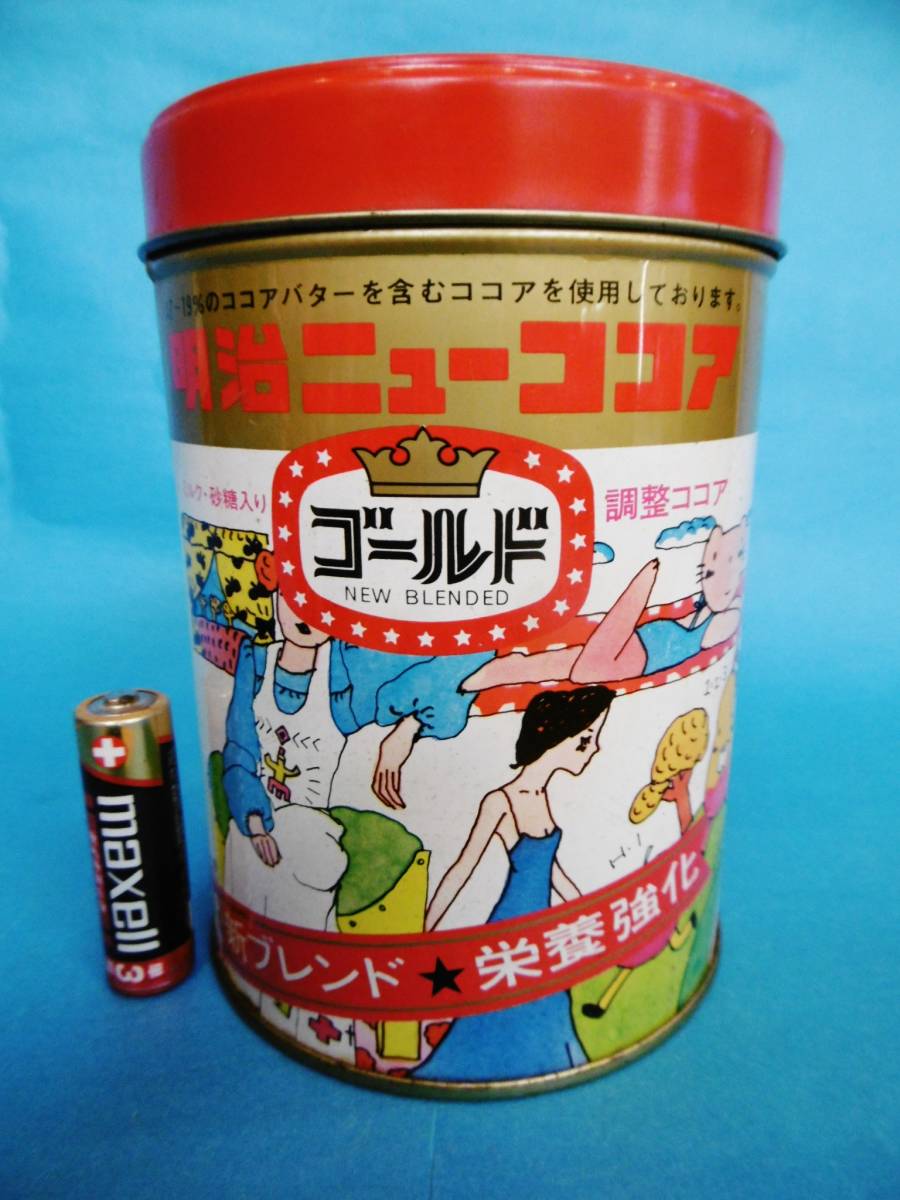 ~19%のココアバターを含むココアを使用しております。
明治ニューココア
ミルク・砂糖入り
調整ココア
ゴールド
NEW BLENDED
新ブレンド★栄養強化
maxell